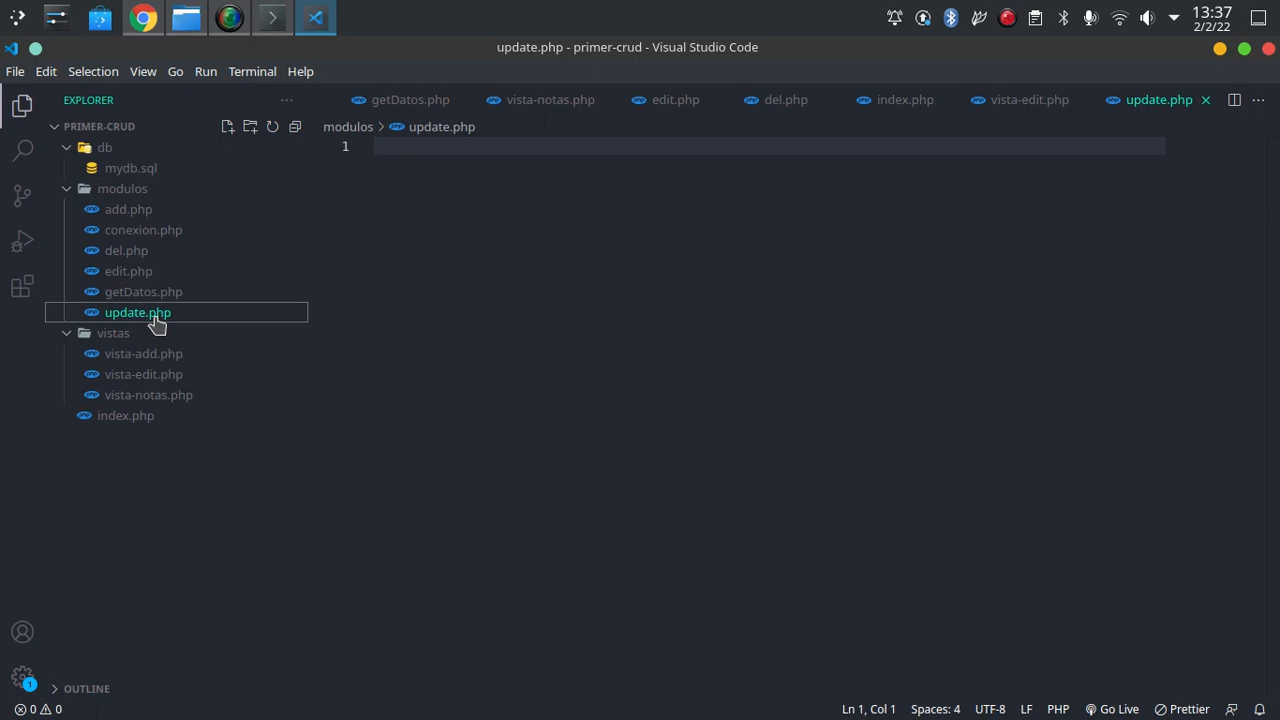 13:37
2/2/22
update.php - primer-crud - Visual Studio Code
File Edit Selection View Go Run Terminal Help
EXPLORER
getDatos.php vista-notas.php edit.php del.php index.php vista-edit.php update.php
PRIMER-CRUD
modulos > update.php
1
db
mydb.sql
modulos
add.php
conexion.php
del.php
edit.php
getDatos.php
update.php
vistas
vista-add.php
vista-edit.php
vista-notas.php
index.php
1
OUTLINE
0 0 Ln 1, Col 1 Spaces: 4 UTF-8 LF PHP Go Live Prettier